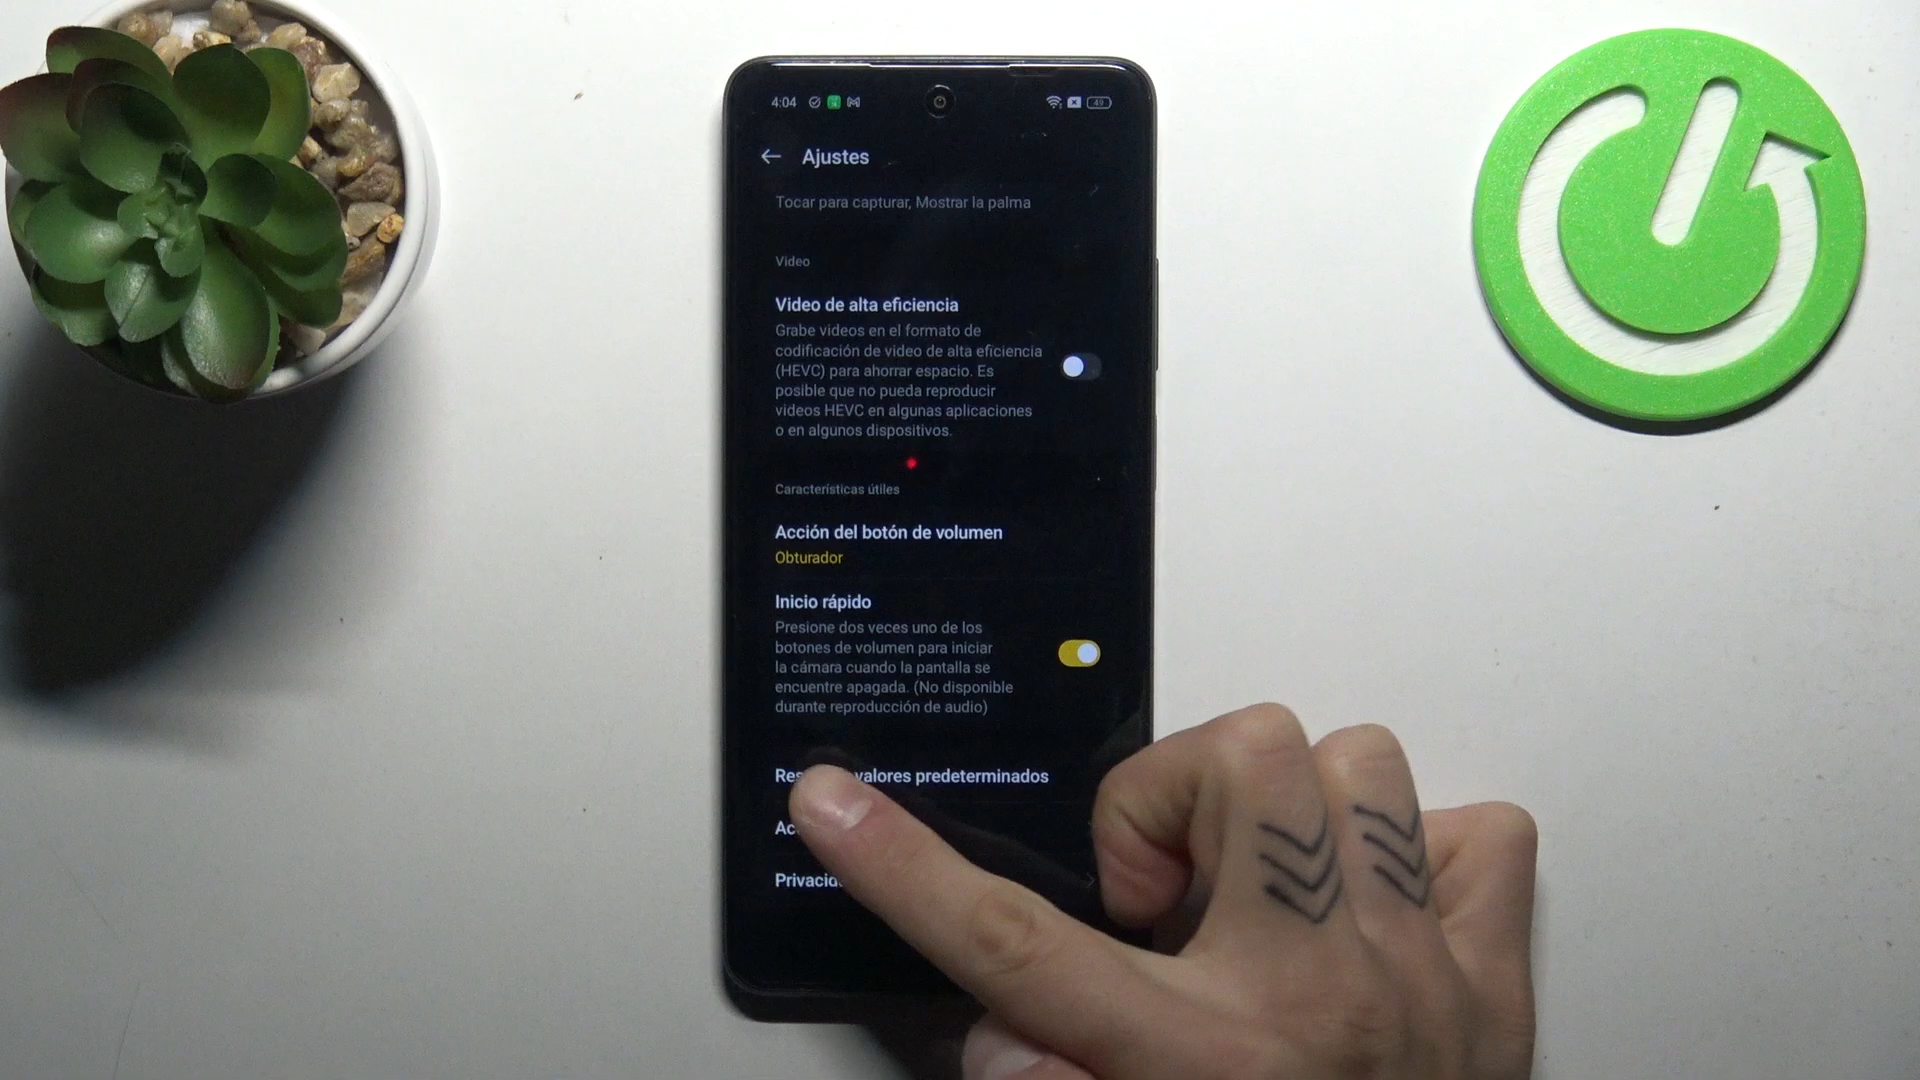 4:04
49
Ajustes
Tocar para capturar, Mostrar la palma
Video
Video de alta eficiencia
Grabe videos en el formato de
codificación de video de alta eficiencia
(HEVC) para ahorrar espacio. Es
posible que no pueda reproducir
videos HEVC en algunas aplicaciones
o en algunos dispositivos.
Características útiles
Acción del botón de volumen
Obturador
Inicio rápido
Presione dos veces uno de los
botones de volumen para iniciar
la cámara cuando la pantalla se
encuentre apagada. (No disponible
durante reproducción de audio)
valores predeterminados